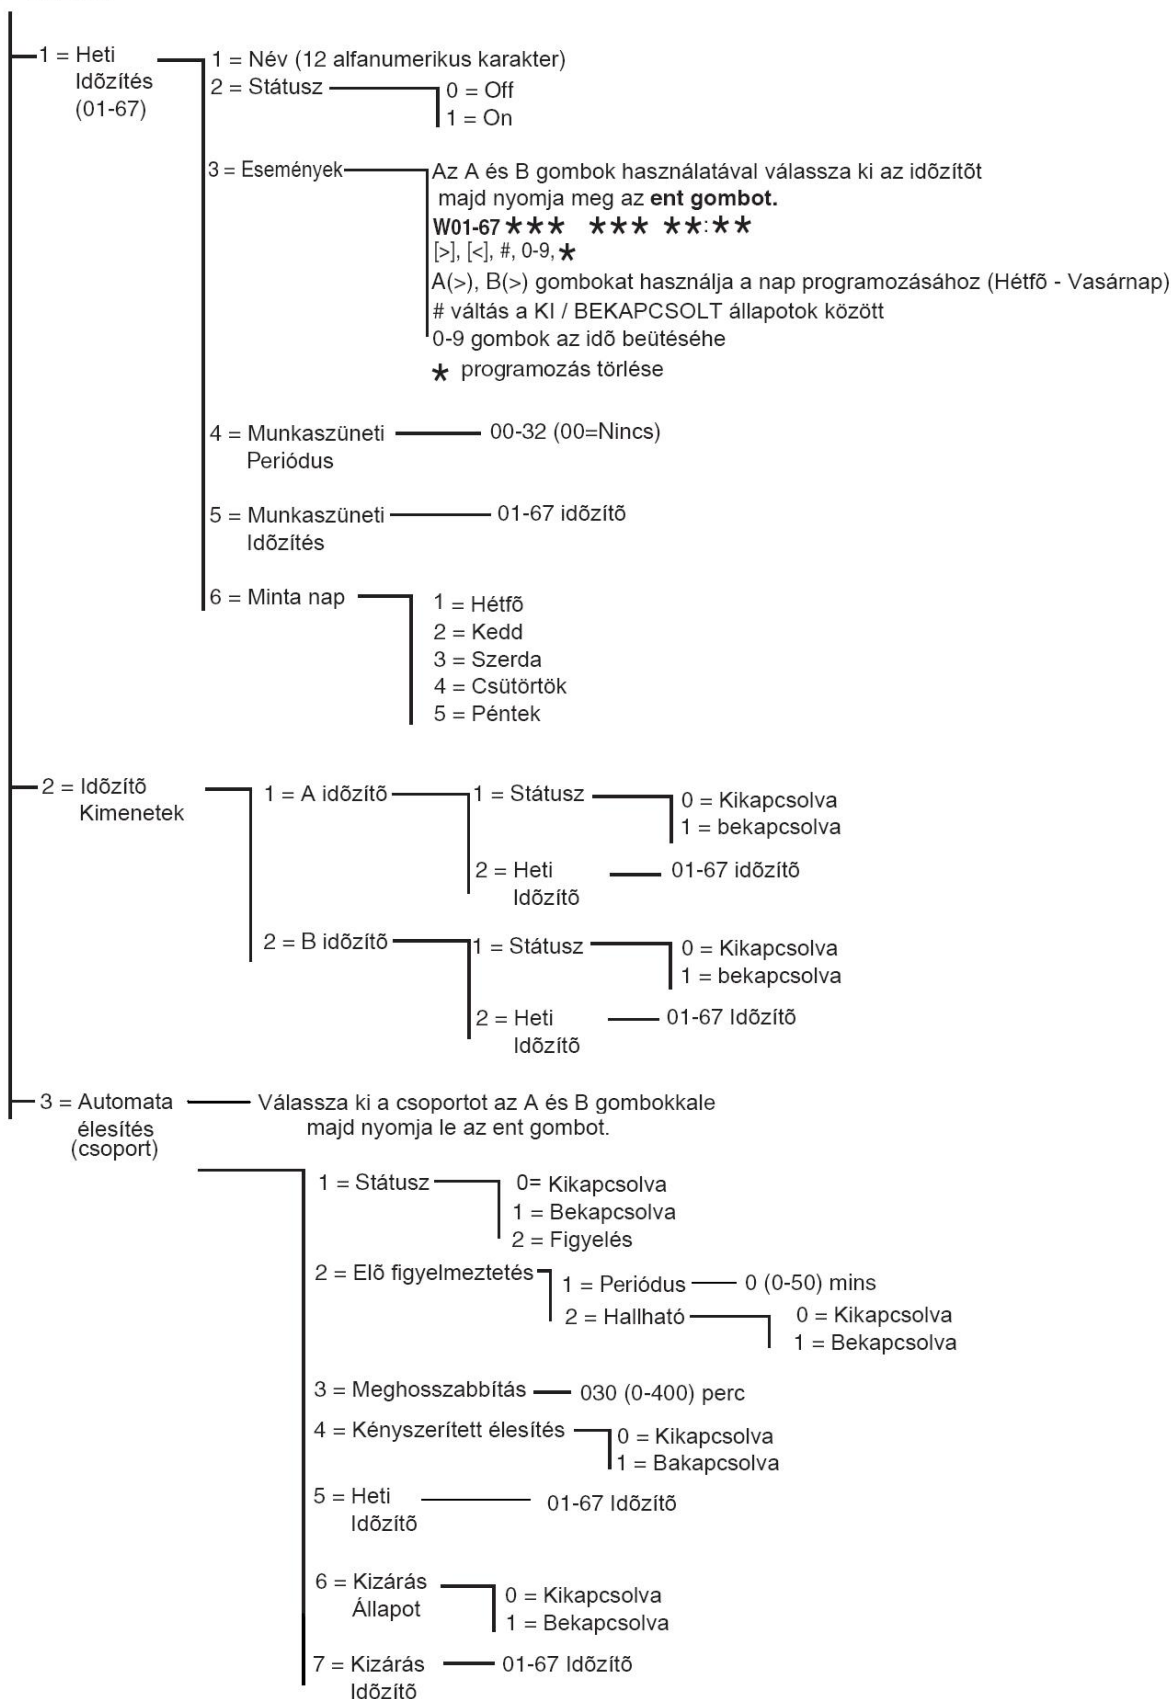 1 = Heti
Idõzítés
(01-67)
1 = Név (12 alfanumerikus karakter)
2 = Státusz
0 = Off
1 = On
3 = Események
Az A és B gombok használatával válassza ki az idõzítõt
majd nyomja meg az ent gombot.
W01-67 *** *** **:**
[>], [<], #, 0-9, *
A(>), B(>) gombokat használja a nap programozásához (Hétfõ - Vasárnap)
# váltás a KI / BEKAPCSOLT állapotok között
0-9 gombok az idõ beütéséhe
* programozás törlése
4 = Munkaszüneti
Periódus
00-32 (00=Nincs)
5 = Munkaszüneti
Idõzítés
01-67 idõzítõ
6 = Minta nap
1 = Hétfõ
2 = Kedd
3 = Szerda
4 = Csütörtök
5 = Péntek
2 = Idõzítõ
Kimenetek
1 = A idõzítõ
1 = Státusz
0 = Kikapcsolva
1 = bekapcsolva
2 = Heti
Idõzítõ
01-67 idõzítõ
2 = B idõzítõ
1 = Státusz
0 = Kikapcsolva
1 = bekapcsolva
2 = Heti
Idõzítõ
01-67 Idõzítõ
3 = Automata
élesítés
(csoport)
Válassza ki a csoportot az A és B gombokkale
majd nyomja le az ent gombot.
1 = Státusz
0= Kikapcsolva
1 = Bekapcsolva
2 = Figyelés
2 = Elõ figyelmeztetés
1 = Periódus
0 (0-50) mins
2 = Hallható
0 = Kikapcsolva
1 = Bekapcsolva
3 = Meghosszabbítás
030 (0-400) perc
4 = Kényszerített élesítés
0 = Kikapcsolva
1 = Bakapcsolva
5 = Heti
Idõzítõ
01-67 Idõzítõ
6 = Kizárás
Állapot
0 = Kikapcsolva
1 = Bekapcsolva
7 = Kizárás
Idõzítõ
01-67 Idõzítõ